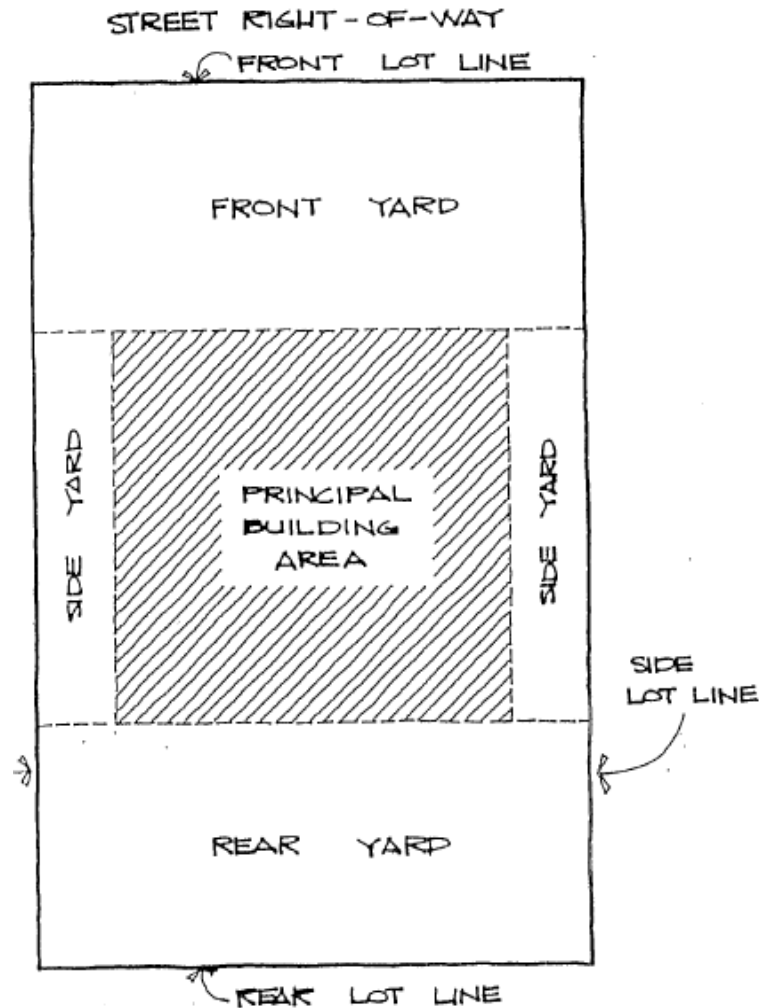 STREET RIGHT-OF-WAY
FRONT LOT LINE
FRONT YARD
SIDE YARD
PRINCIPAL
BUILDING
AREA
SIDE YARD
SIDE
LOT LINE
REAR YARD
REAR LOT LINE